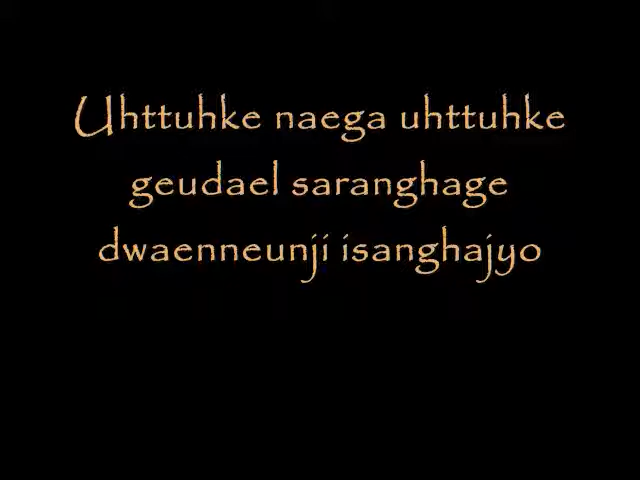 Uhttuhke naega uhttuhke
geudael saranghage
dwaenneunji isanghajyo